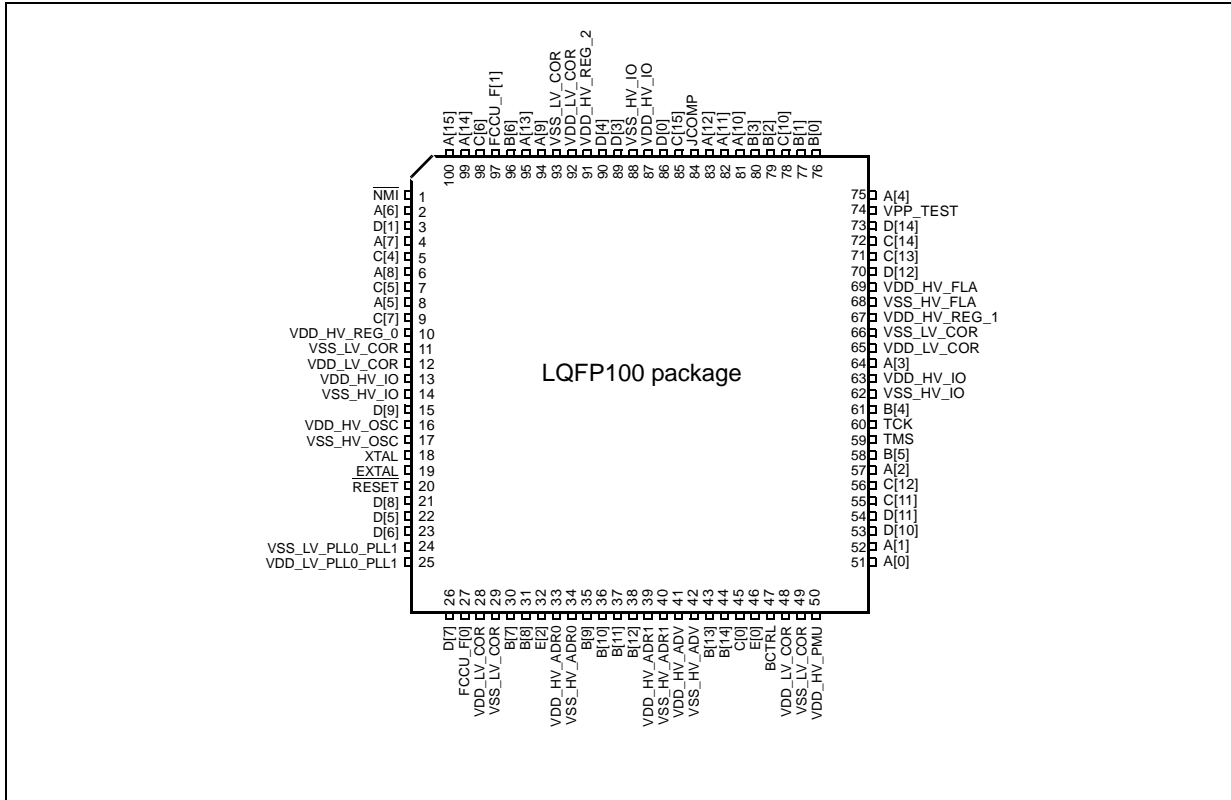 A[15]
A[14]
C[6]
FCCU_F[1]
B[6]
A[13]
A[9]
VSS_LV_COR
VDD_LV_COR
VDD_HV_REG_2
D[4]
D[3]
VSS_HV_IO
VDD_HV_IO
D[0]
C[15]
JCOMP
A[12]
A[11]
A[10]
B[3]
B[2]
C[10]
B[1]
B[0]
100
99
98
97
96
95
94
93
92
91
90
89
88
87
86
85
84
83
82
81
80
79
78
77
76
NMI 1
A[6] 2
D[1] 3
A[7] 4
C[4] 5
A[8] 6
C[5] 7
A[5] 8
C[7] 9
VDD_HV_REG_0 10
VSS_LV_COR 11
VDD_LV_COR 12
VDD_HV_IO 13
VSS_HV_IO 14
D[9] 15
VDD_HV_OSC 16
VSS_HV_OSC 17
XTAL 18
EXTAL 19
RESET 20
D[8] 21
D[5] 22
D[6] 23
VSS_LV_PLL0_PLL1 24
VDD_LV_PLL0_PLL1 25
LQFP100 package
75 A[4]
74 VPP_TEST
73 D[14]
72 C[14]
71 C[13]
70 D[12]
69 VDD_HV_FLA
68 VSS_HV_FLA
67 VDD_HV_REG_1
66 VSS_LV_COR
65 VDD_LV_COR
64 A[3]
63 VDD_HV_IO
62 VSS_HV_IO
61 B[4]
60 TCK
59 TMS
58 B[5]
57 A[2]
56 C[12]
55 C[11]
54 D[11]
53 D[10]
52 A[1]
51 A[0]
26
27
28
29
30
31
32
33
34
35
36
37
38
39
40
41
42
43
44
45
46
47
48
49
50
D[7]
FCCU_F[0]
VDD_LV_COR
VSS_LV_COR
B[7]
B[8]
E[2]
VDD_HV_ADR0
VSS_HV_ADR0
B[9]
B[10]
B[11]
B[12]
VDD_HV_ADR1
VSS_HV_ADR1
VDD_HV_ADV
VSS_HV_ADV
B[13]
B[14]
C[0]
E[0]
BCTRL
VDD_LV_COR
VSS_LV_COR
VDD_HV_PMU